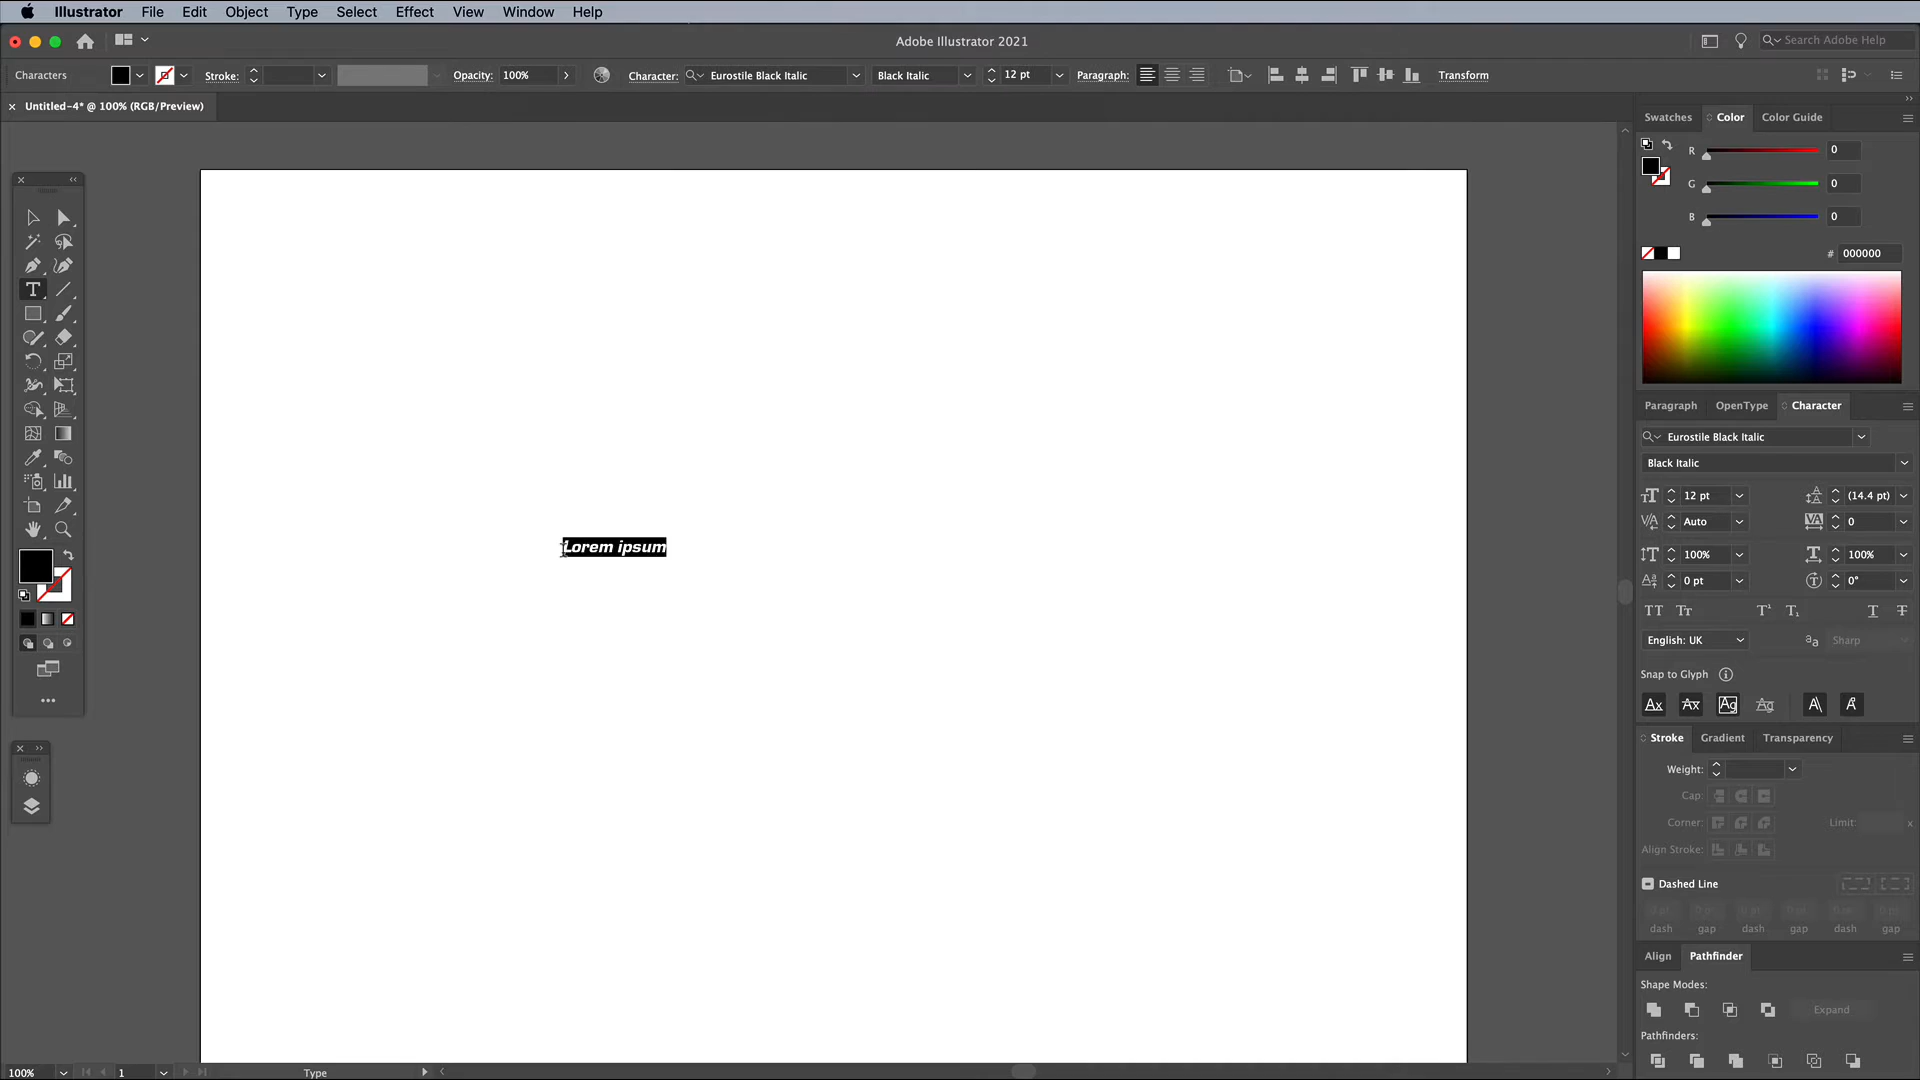 Illustrator File Edit Object Type Select Effect View Window Help
Adobe Illustrator 2021
Search Adobe Help
Characters Stroke: Opacity: 100% Character: Eurostile Black Italic Black Italic 12 pt Paragraph: Transform
Untitled-4* @ 100% (RGB/Preview)
Swatches Color Color Guide
R 0
G 0
B 0
# 000000
Paragraph OpenType Character
Eurostile Black Italic
Black Italic
12 pt (14.4 pt)
Auto 0
100% 100%
0 pt 0°
English: UK Sharp
Snap to Glyph
Lorem ipsum
Stroke Gradient Transparency
Weight:
Cap:
Corner: Limit: x
Align Stroke:
Dashed Line
dash gap dash gap dash gap
Align Pathfinder
Shape Modes:
Expand
Pathfinders:
100% 1 Type